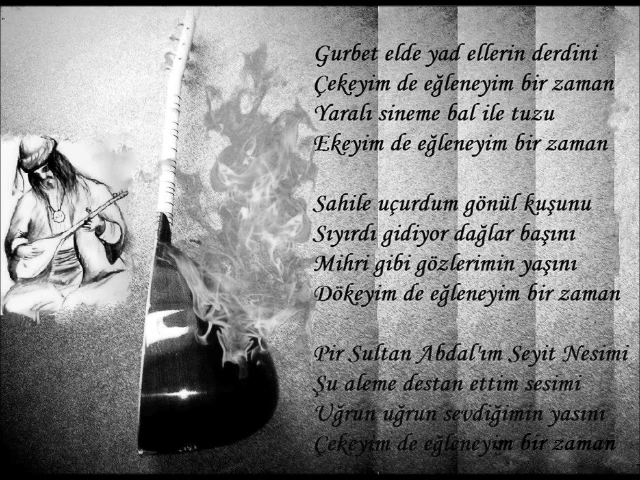 Gurbet elde yad ellerin derdini
Çekeyim de eğleneyim bir zaman
Yaralı sineme bal ile tuzu
Ekeyim de eğleneyim bir zaman
Sahile uçurdum gönül kuşunu
Sıyırdı gidiyor dağlar başını
Mihri gibi gözlerimin yaşını
Dökeyim de eğleneyim bir zaman
Pir Sultan Abdal'ım Seyit Nesimi
Şu aleme destan ettim sesimi
Uğrun uğrun sevdiğimin yasını
Çekeyim de eğleneyim bir zaman